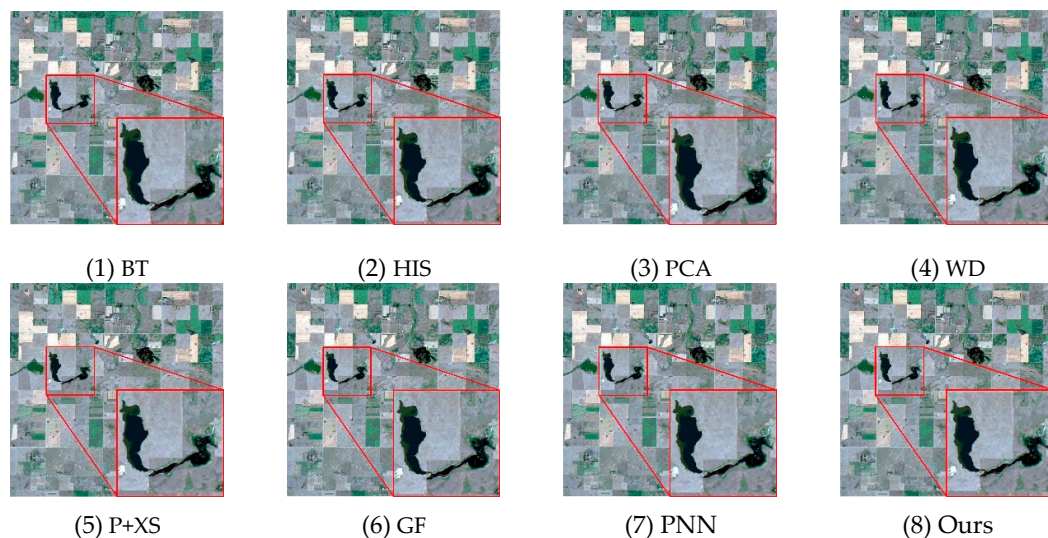 (1) BT
(2) HIS
(3) PCA
(4) WD
(5) P+XS
(6) GF
(7) PNN
(8) Ours